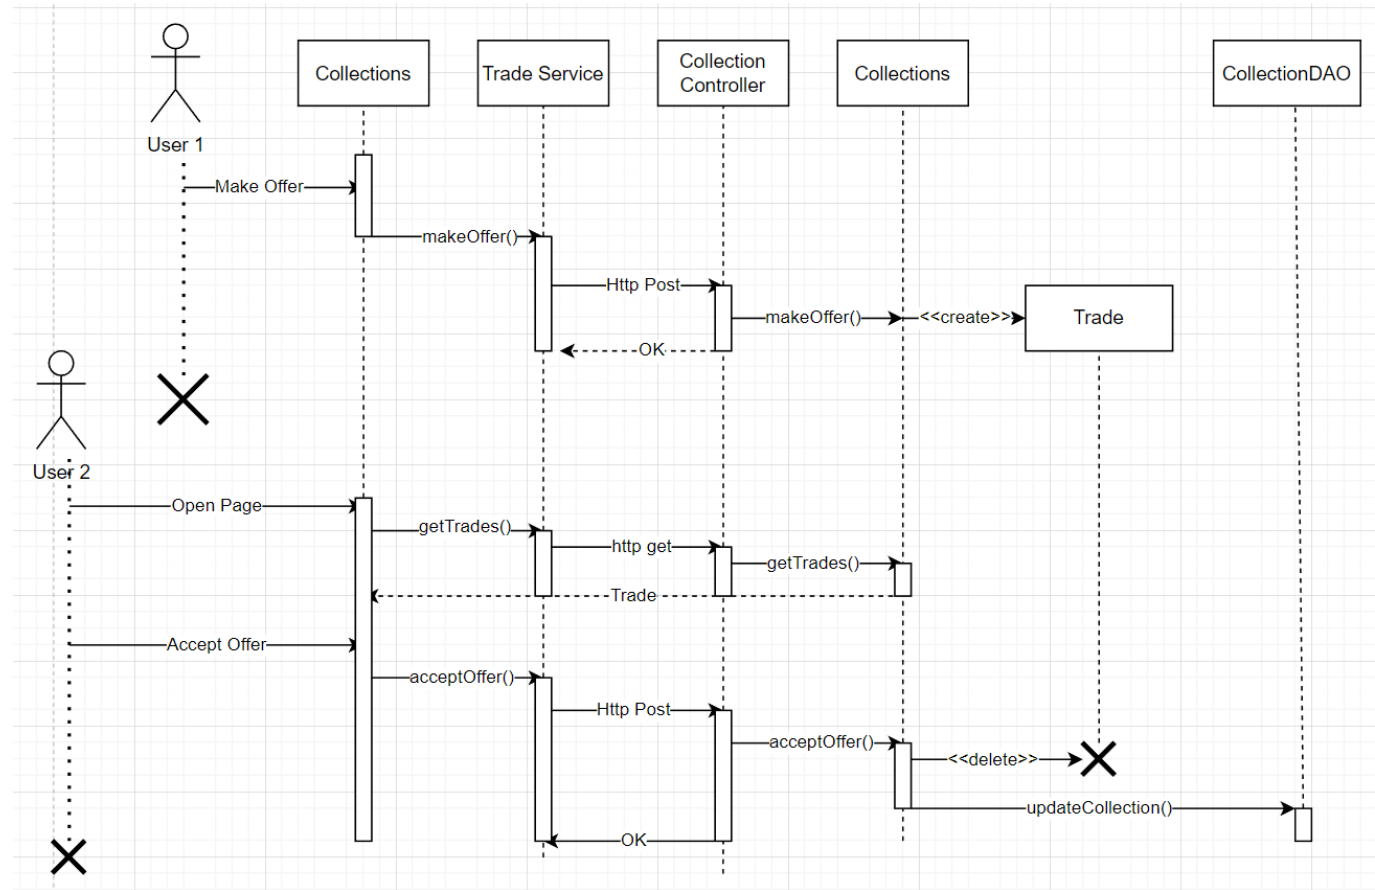 Collections
Trade Service
Collection
Controller
Collections
CollectionDAO
User 1
Make Offer
makeOffer()
Http Post
makeOffer()
<<create>>
Trade
OK
User 2
Open Page
getTrades()
http get
getTrades()
Trade
Accept Offer
acceptOffer()
Http Post
acceptOffer()
<<delete>>
updateCollection()
OK